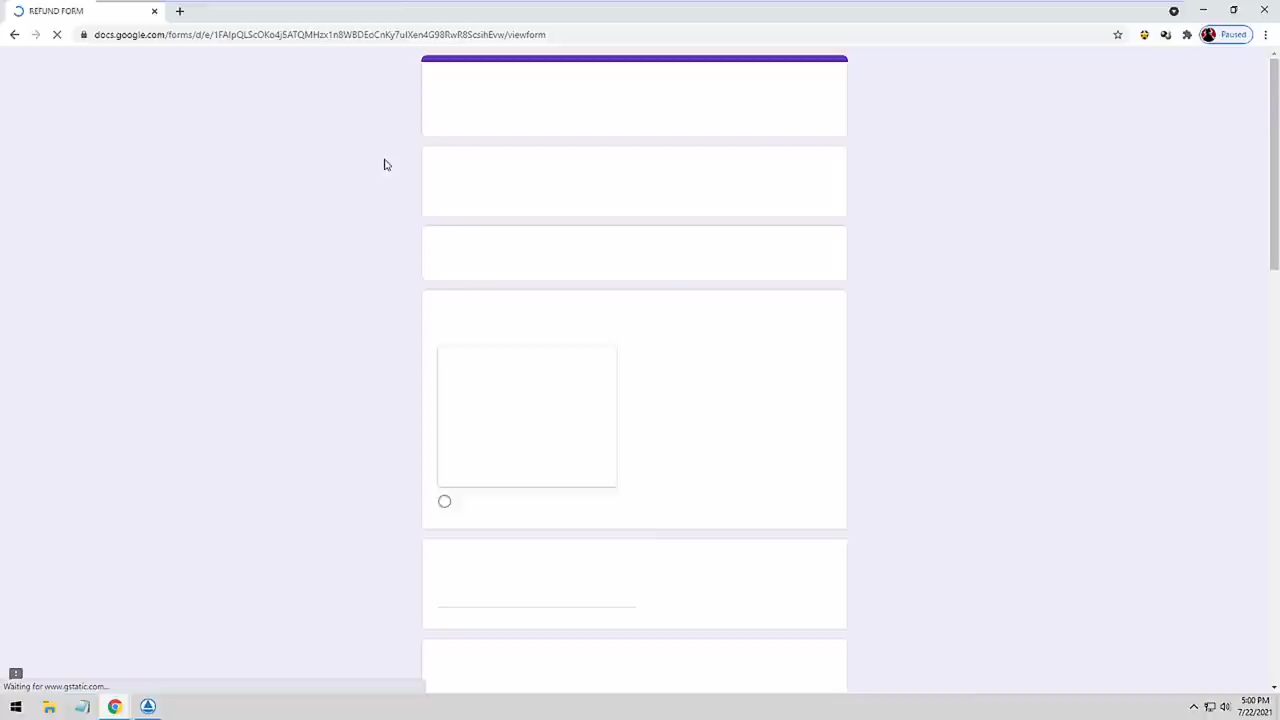 REFUND FORM
docs.google.com/forms/d/e/1FAIpQLScOKo4j5ATQMHzx1n8WBDEoCnKy7uIXen4G98RwR8ScsihEvw/viewform
Paused
Waiting for www.gstatic.com...
5:00 PM
7/22/2021